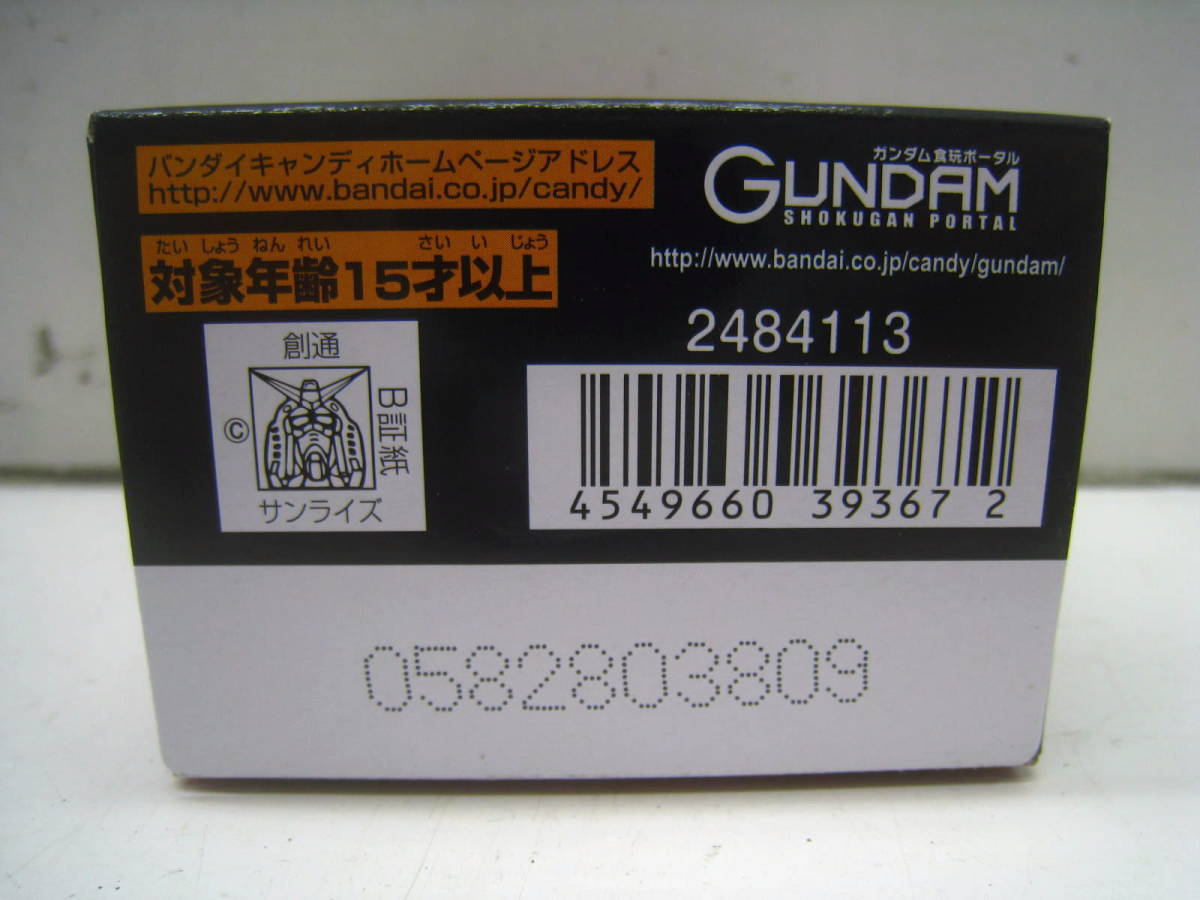 バンダイキャンディホームページアドレス
http://www.bandai.co.jp/candy/
たいしょうねんれい さいいじょう
対象年齢15才以上
創通
B証紙
©
サンライズ
ガンダム食玩ポータル
GUNDAM
SHOKUGAN PORTAL
http://www.bandai.co.jp/candy/gundam/
2484113
4549660 39367 2
0582803809